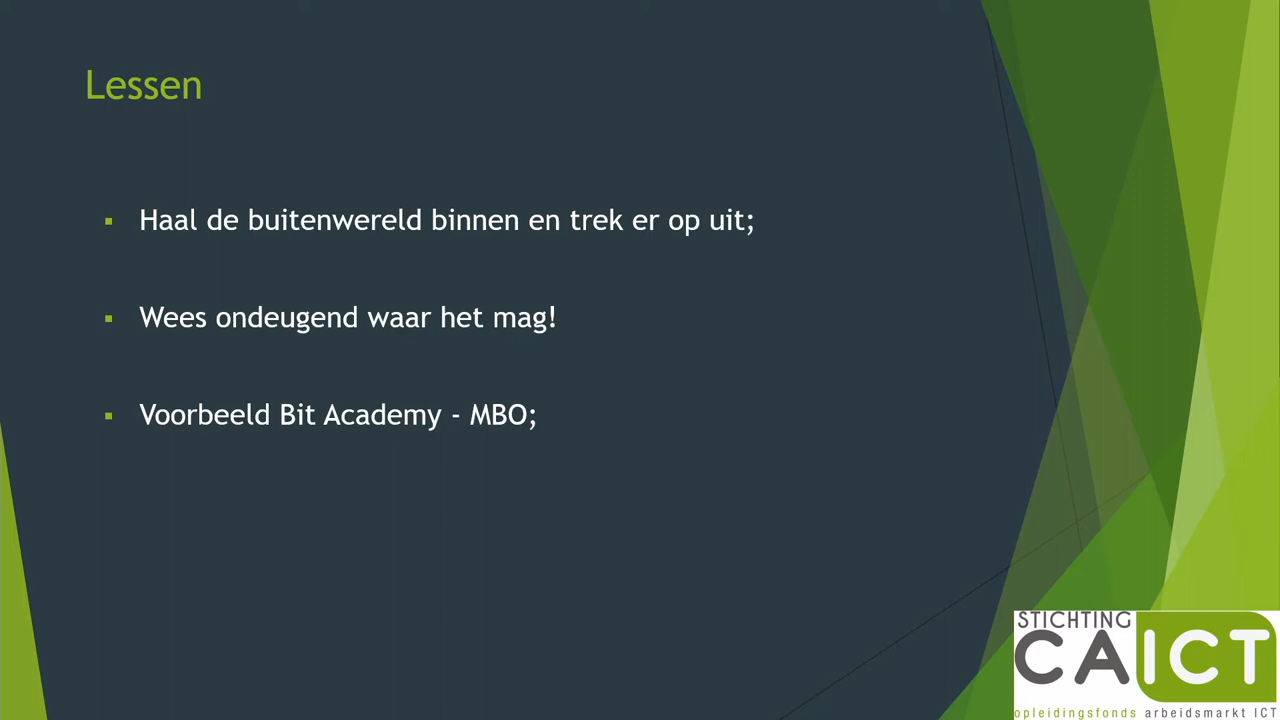 Lessen
Haal de buitenwereld binnen en trek er op uit;
Wees ondeugend waar het mag!
Voorbeeld Bit Academy - MBO;
STICHTING
CA ICT
opleidingsfonds arbeidsmarkt ICT